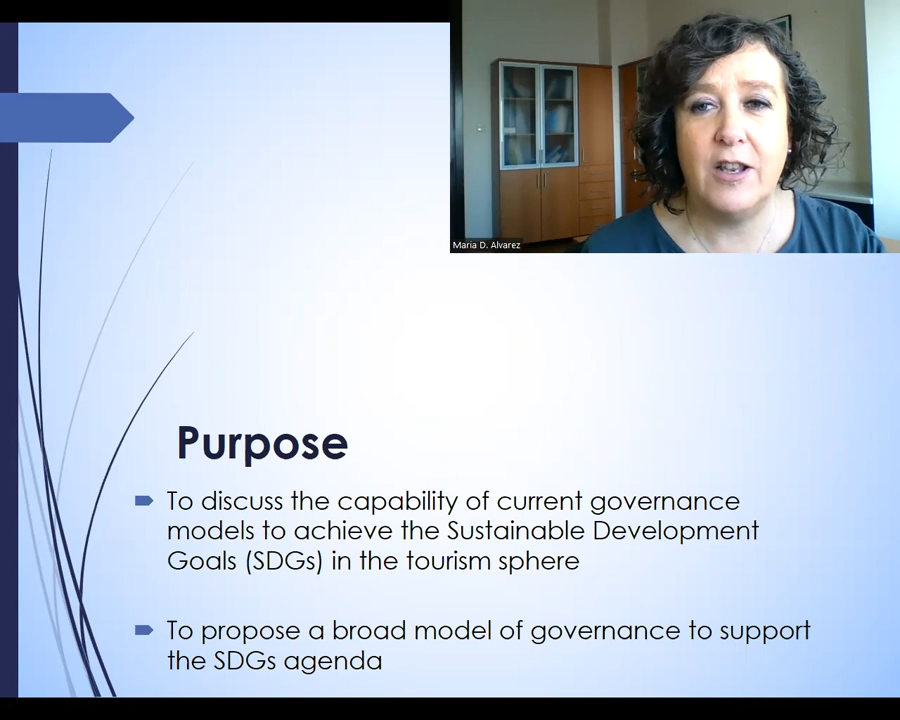 Maria D. Alvarez
Purpose
To discuss the capability of current governance
models to achieve the Sustainable Development
Goals (SDGs) in the tourism sphere
To propose a broad model of governance to support
the SDGs agenda